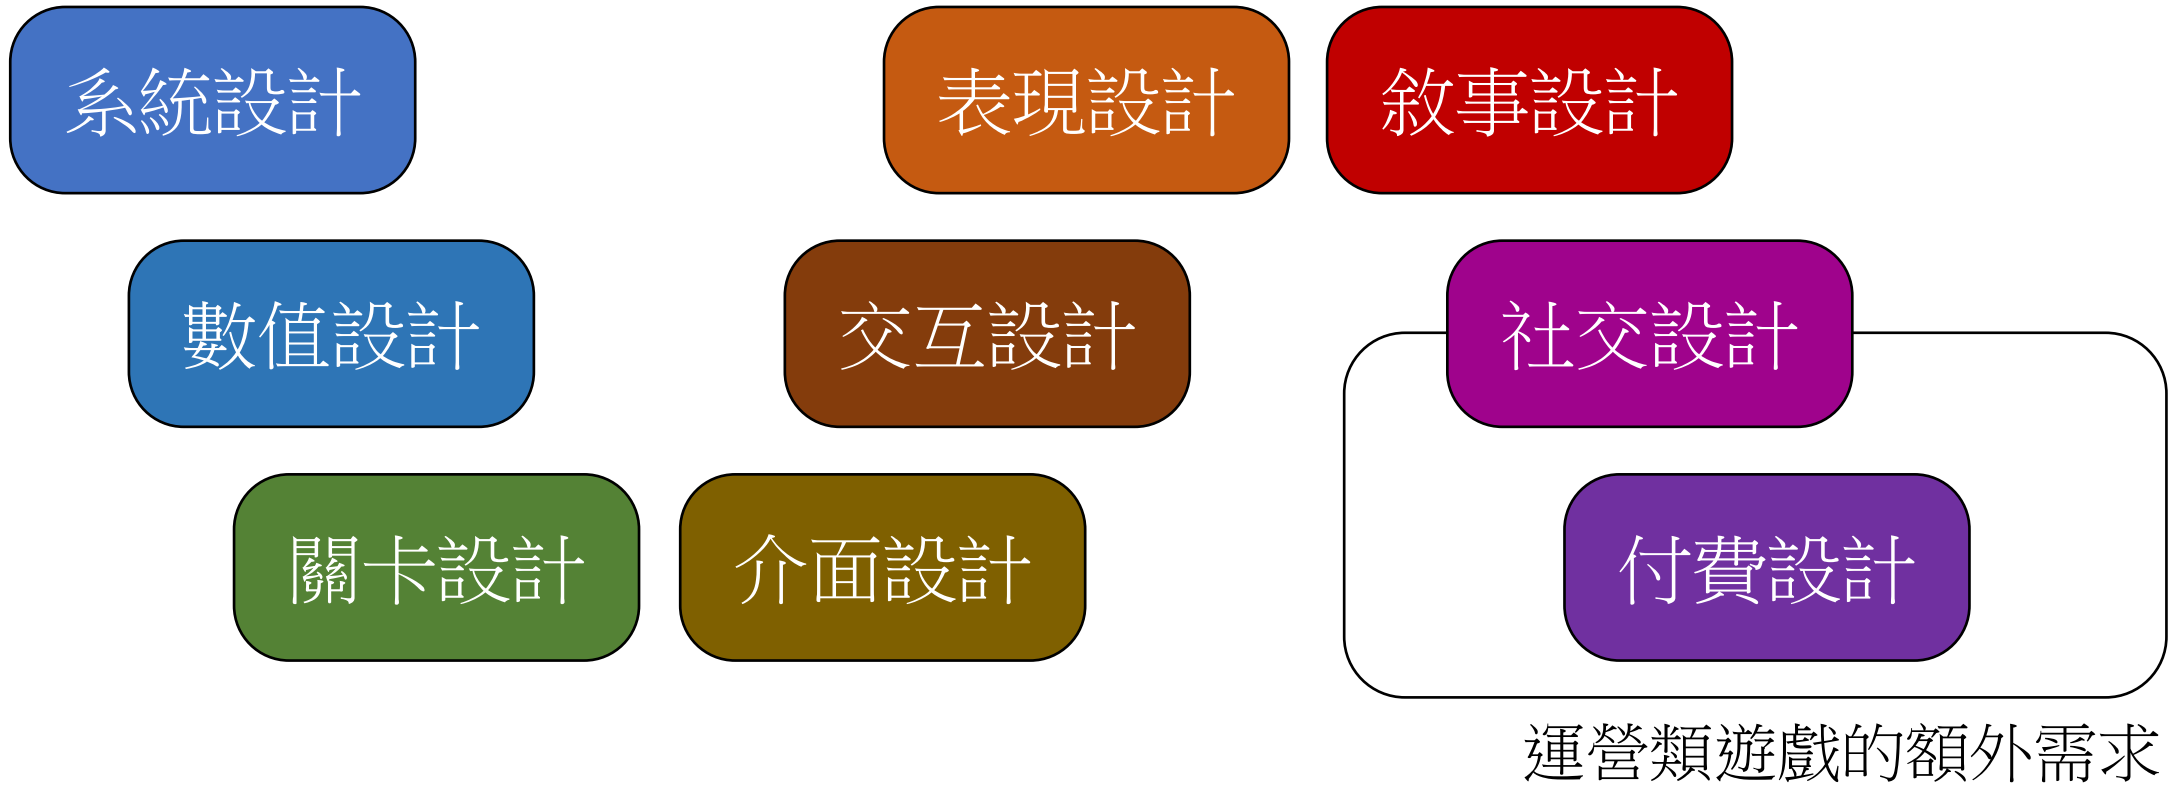 系統設計
表現設計
敘事設計
數值設計
交互設計
社交設計
關卡設計
介面設計
付費設計
運營類遊戲的額外需求